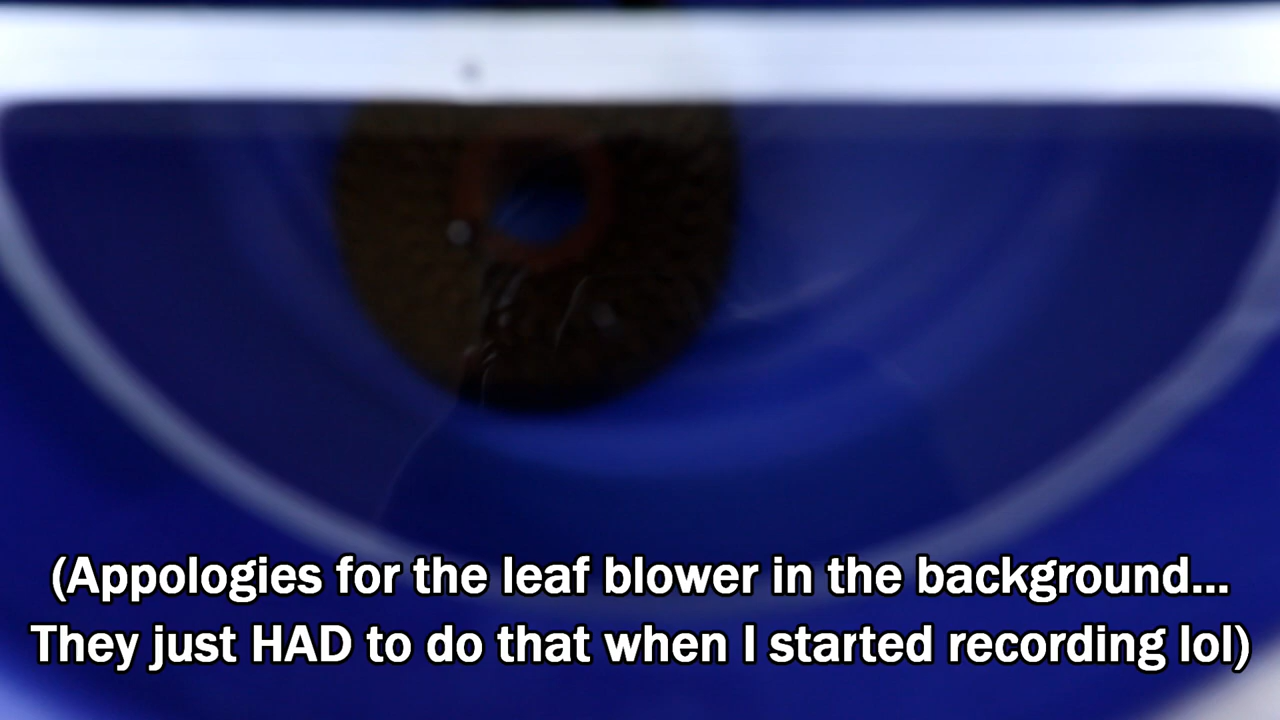 (Appologies for the leaf blower in the background...
They just HAD to do that when I started recording lol)